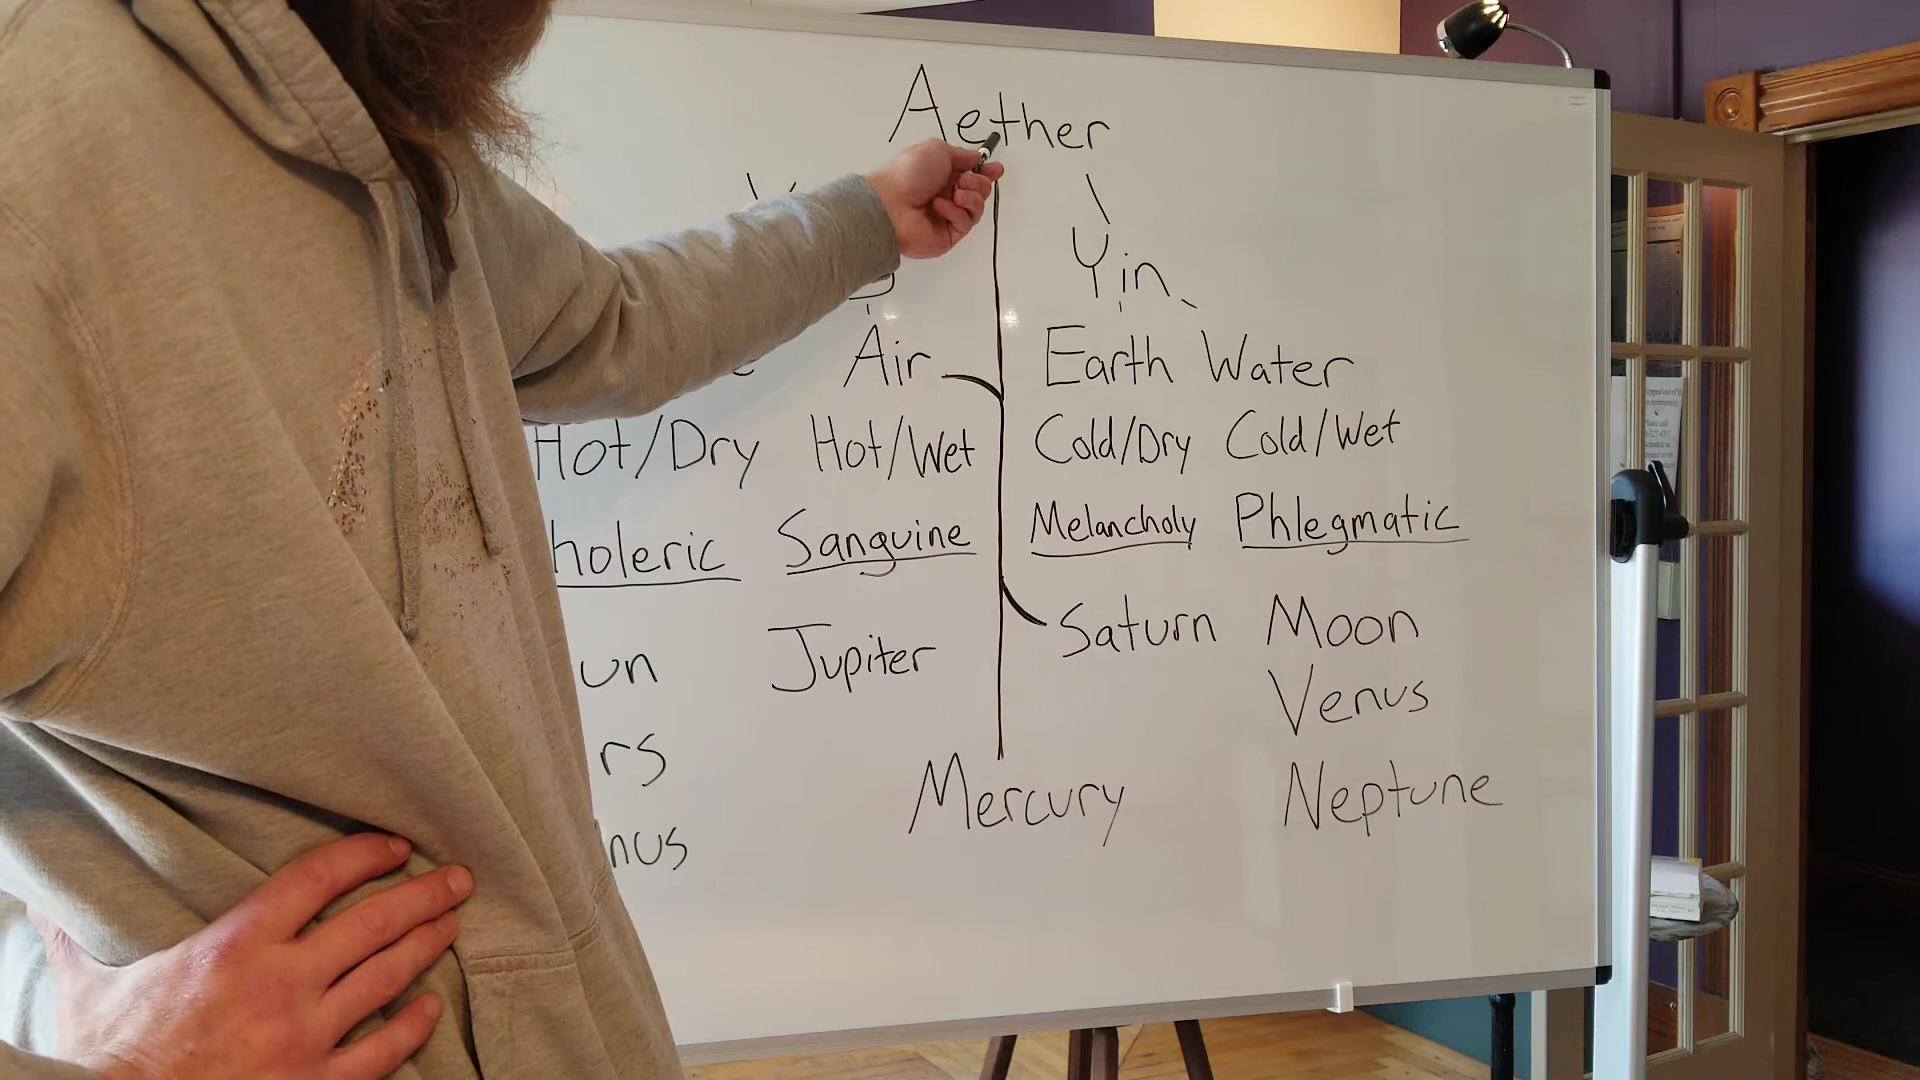 Aether
Yin
Air Earth Water
Hot/Dry Hot/Wet Cold/Dry Cold/Wet
holeric Sanguine Melancholy Phlegmatic
un Jupiter Saturn Moon
Venus
rs
Mercury Neptune
nus